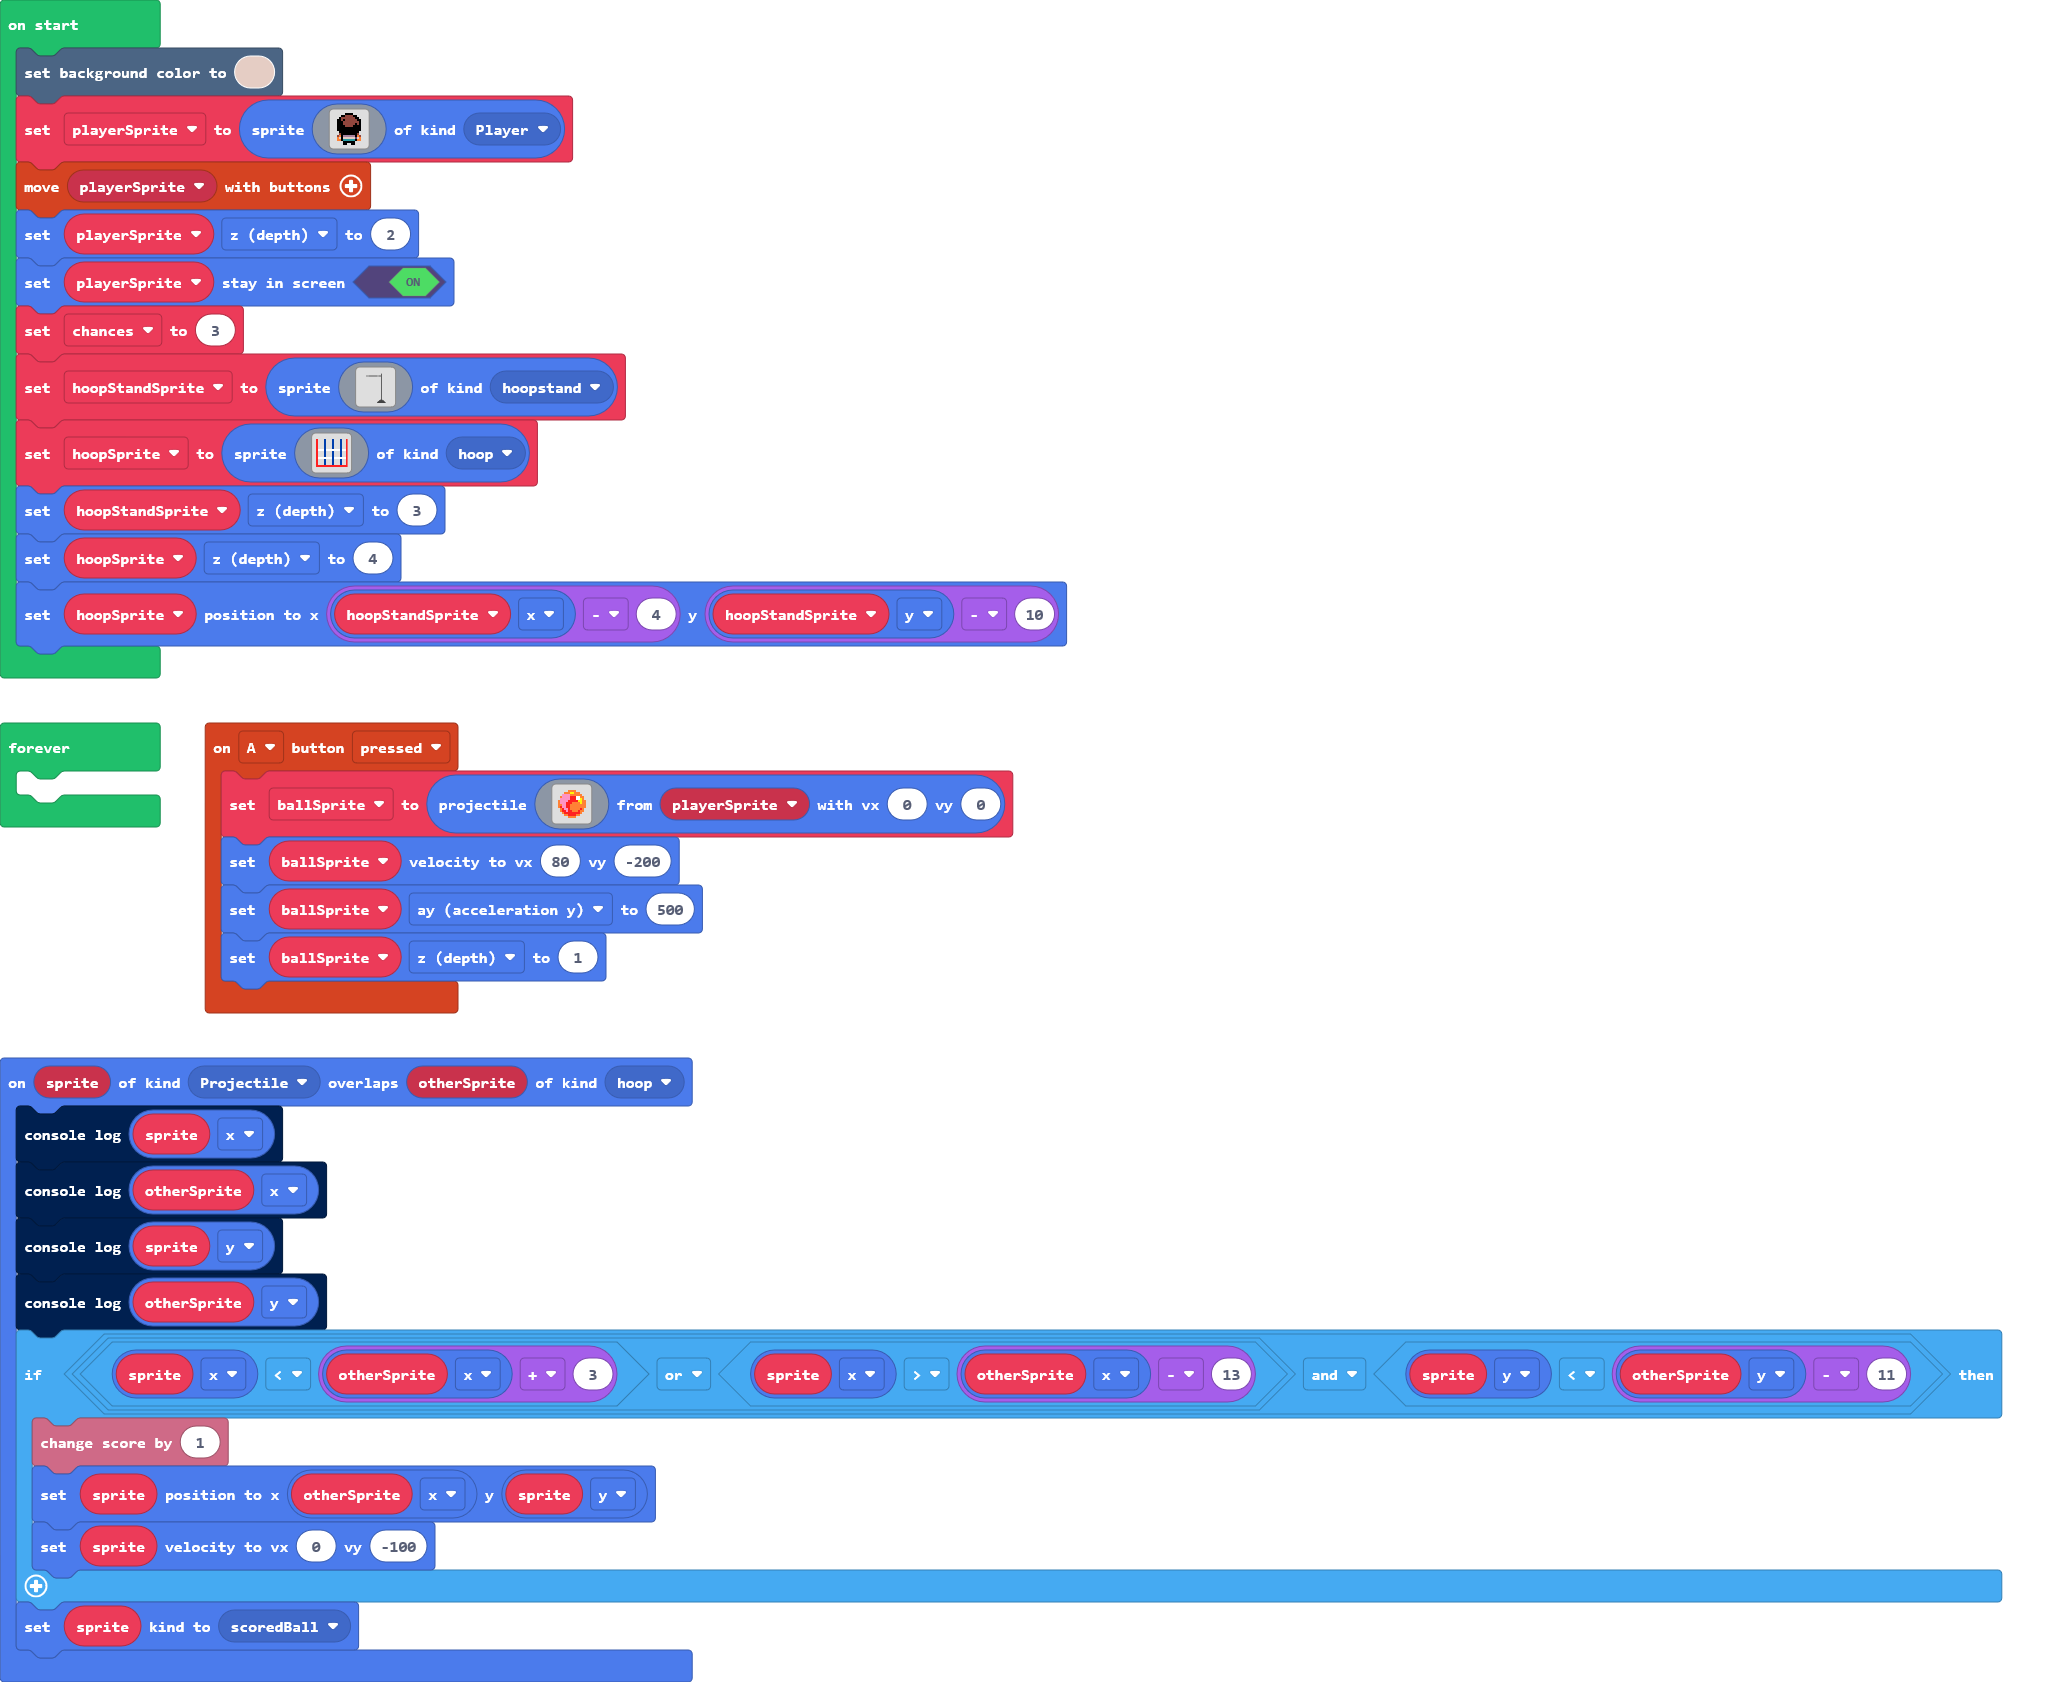 on start
set background color to
set playerSprite to sprite of kind Player
move playerSprite with buttons
set playerSprite z (depth) to 2
set playerSprite stay in screen ON
set chances to 3
set hoopStandSprite to sprite of kind hoopstand
set hoopSprite to sprite of kind hoop
set hoopStandSprite z (depth) to 3
set hoopSprite z (depth) to 4
set hoopSprite position to x hoopStandSprite x - 4 y hoopStandSprite y - 10
forever
on A button pressed
set ballSprite to projectile from playerSprite with vx 0 vy 0
set ballSprite velocity to vx 80 vy -200
set ballSprite ay (acceleration y) to 500
set ballSprite z (depth) to 1
on sprite of kind Projectile overlaps otherSprite of kind hoop
console log sprite x
console log otherSprite x
console log sprite y
console log otherSprite y
if sprite x < otherSprite x + 3 or sprite x > otherSprite x - 13 and sprite y < otherSprite y - 11 then
change score by 1
set sprite position to x otherSprite x y sprite y
set sprite velocity to vx 0 vy -100
set sprite kind to scoredBall